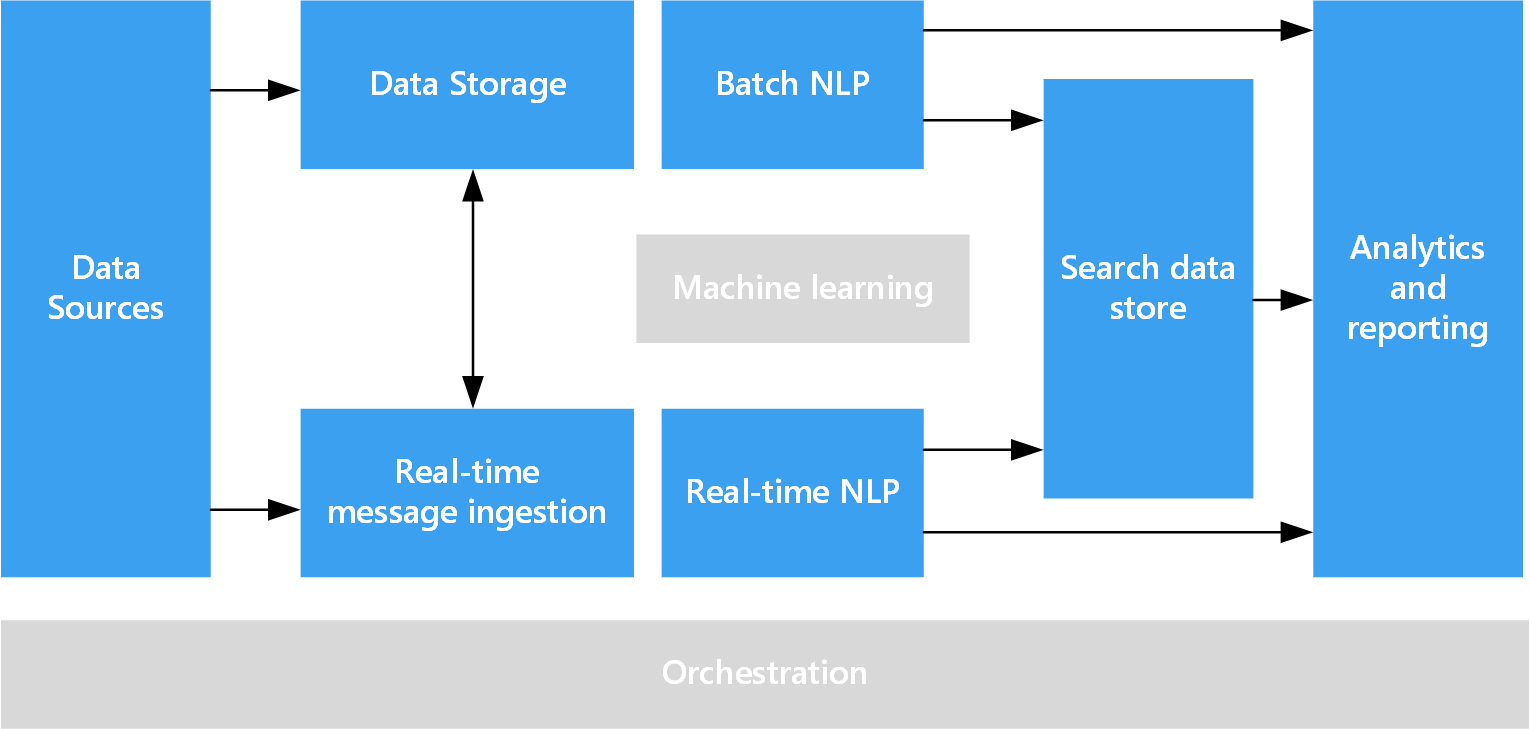 Data
Sources
Data Storage
Real-time
message ingestion
Batch NLP
Machine learning
Real-time NLP
Search data
store
Analytics
and
reporting
Orchestration